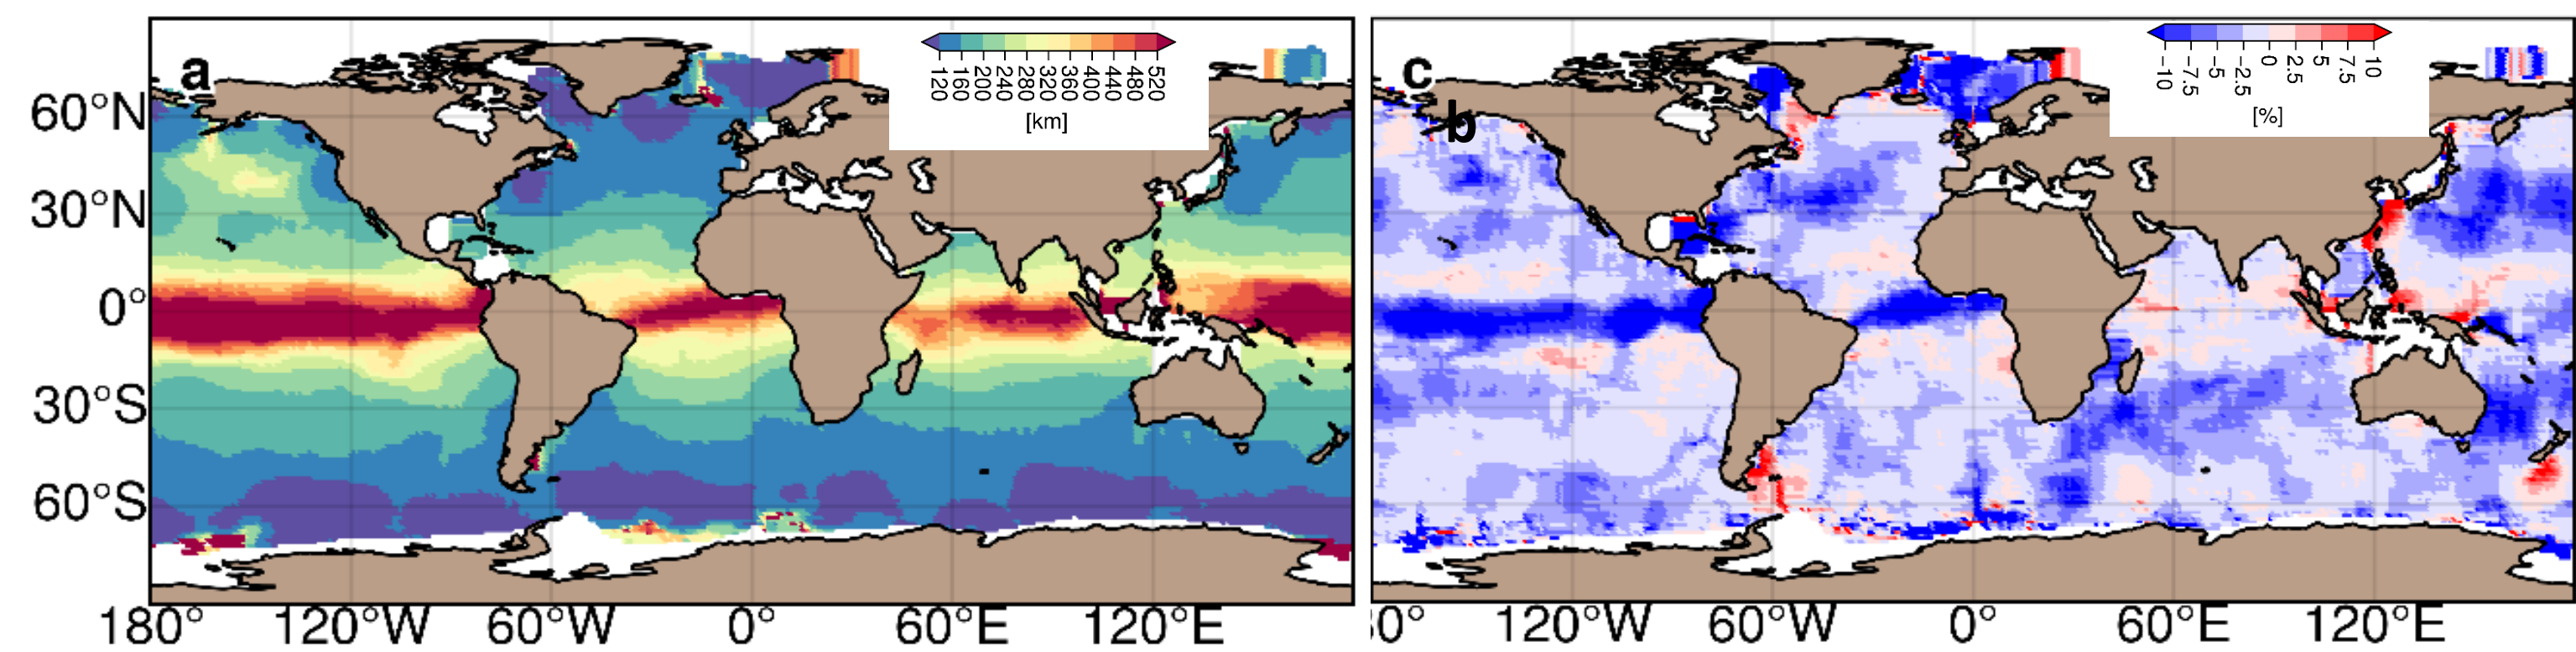 a
120 160 200 240 280 320 360 400 440 480 520
[km]
60°N
30°N
0°
30°S
60°S
180° 120°W 60°W 0° 60°E 120°E
c
b
−10 −7.5 −5 −2.5 0 2.5 5 7.5 10
[%]
120°W 60°W 0° 60°E 120°E